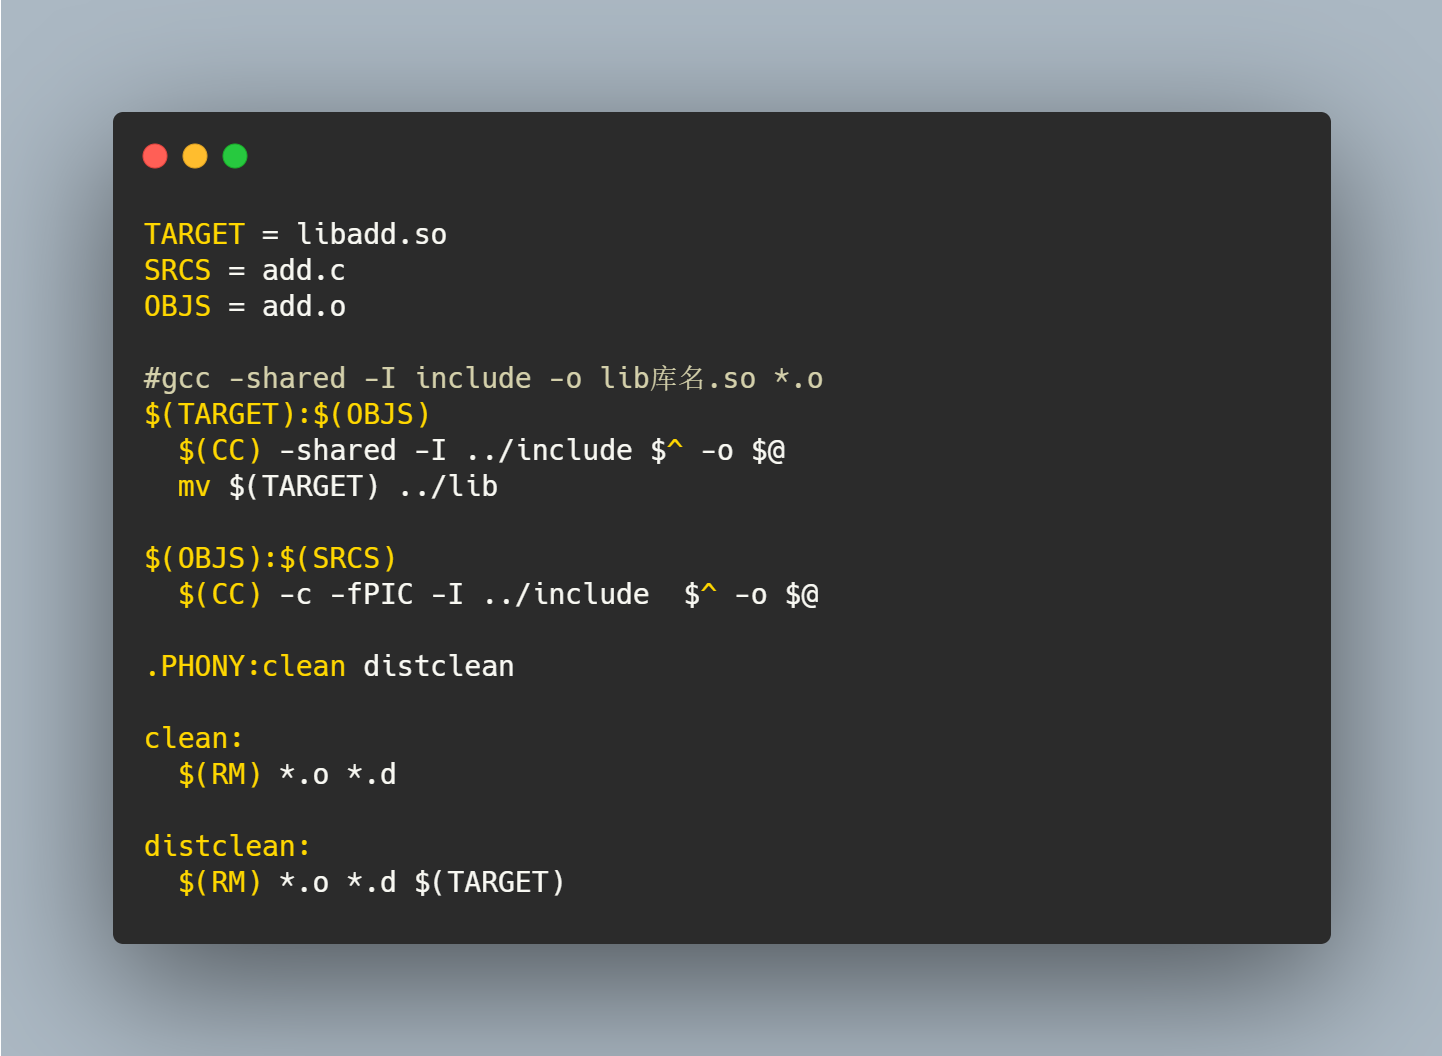 TARGET = libadd.so
SRCS = add.c
OBJS = add.o
#gcc -shared -I include -o lib库名.so *.o
$(TARGET):$(OBJS)
  $(CC) -shared -I ../include $^ -o $@
  mv $(TARGET) ../lib
$(OBJS):$(SRCS)
  $(CC) -c -fPIC -I ../include  $^ -o $@
.PHONY:clean distclean
clean:
  $(RM) *.o *.d
distclean:
  $(RM) *.o *.d $(TARGET)